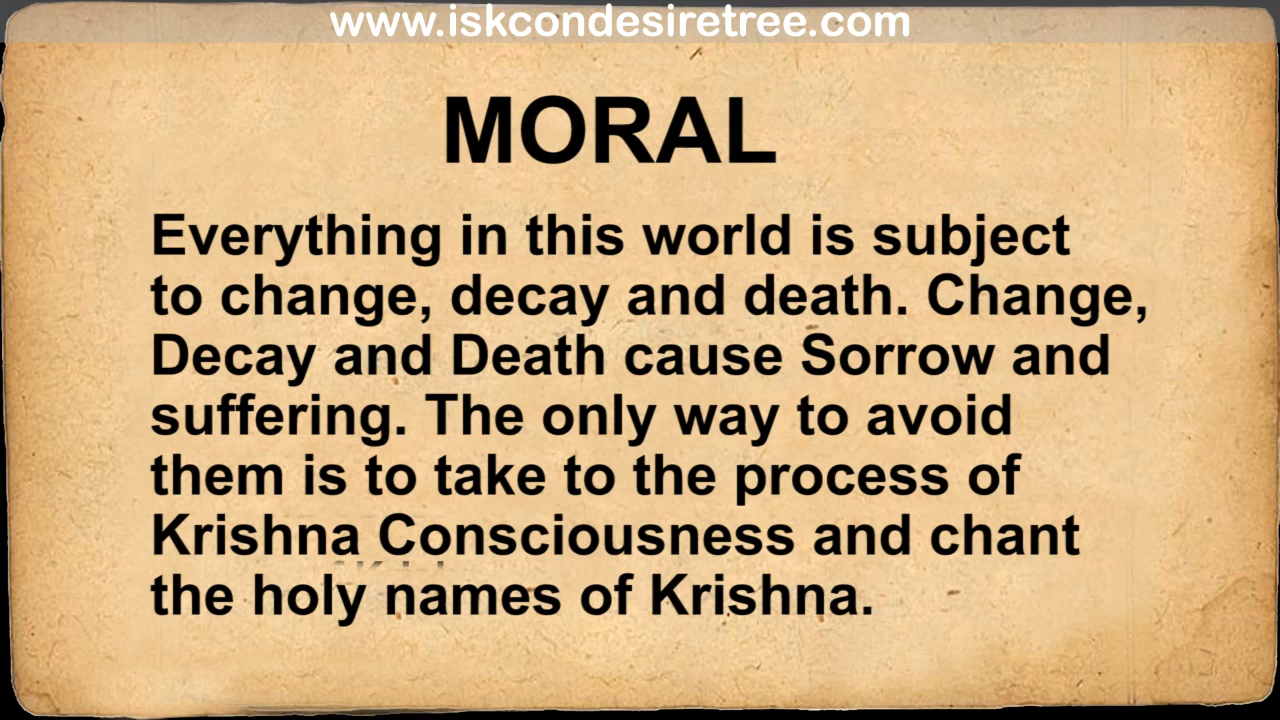 www.iskcondesiretree.com
MORAL
Everything in this world is subject
to change, decay and death. Change,
Decay and Death cause Sorrow and
suffering. The only way to avoid
them is to take to the process of
Krishna Consciousness and chant
the holy names of Krishna.